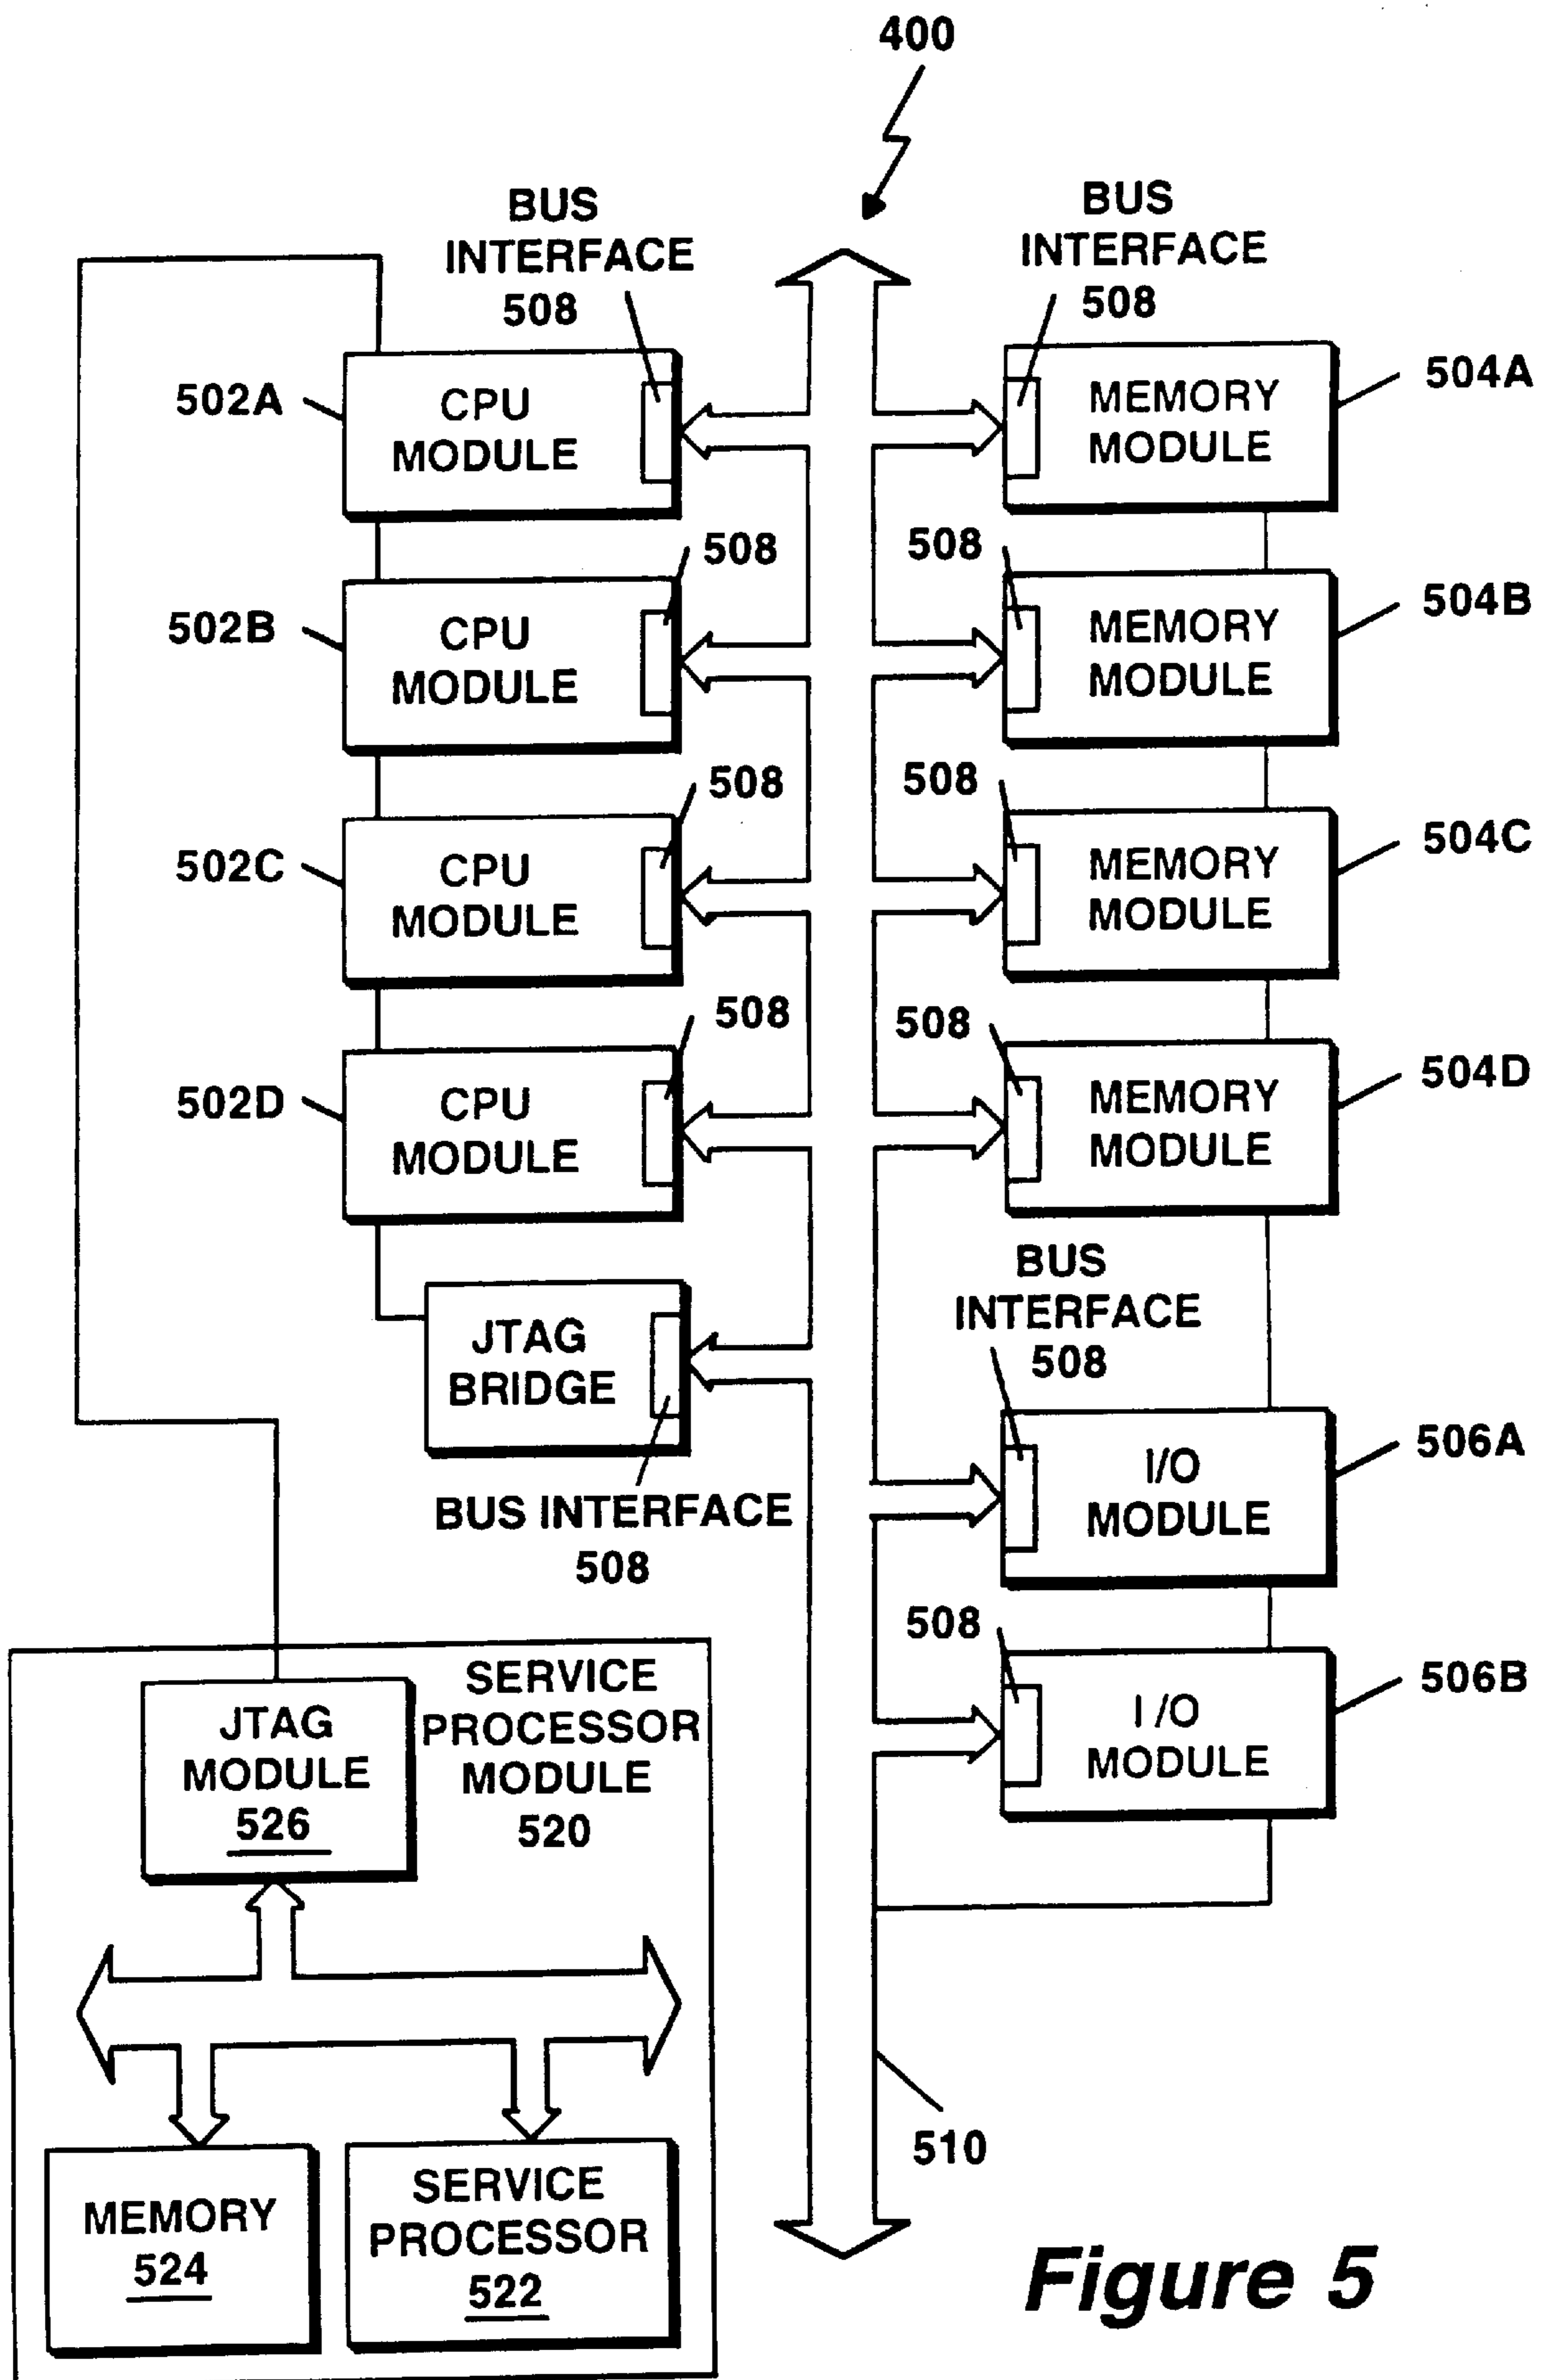 400
BUS
INTERFACE
508
BUS
INTERFACE
508
502A
CPU
MODULE
MEMORY
MODULE
504A
508
508
502B
CPU
MODULE
MEMORY
MODULE
504B
508
508
502C
CPU
MODULE
MEMORY
MODULE
504C
508
508
502D
CPU
MODULE
MEMORY
MODULE
504D
BUS
INTERFACE
508
JTAG
BRIDGE
BUS INTERFACE
508
I/O
MODULE
506A
508
I/O
MODULE
506B
SERVICE
PROCESSOR
MODULE
520
JTAG
MODULE
526
510
MEMORY
524
SERVICE
PROCESSOR
522
Figure 5